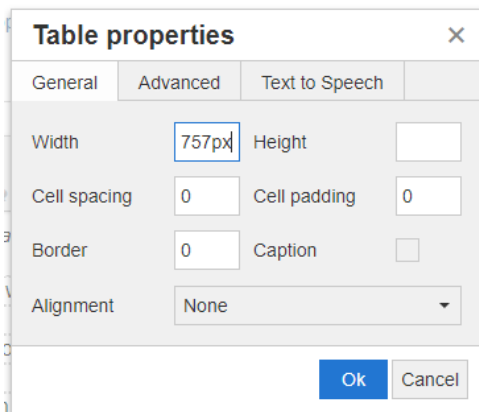 Table properties ×
General Advanced Text to Speech
Width 757px Height
Cell spacing 0 Cell padding 0
Border 0 Caption
Alignment None
Ok Cancel